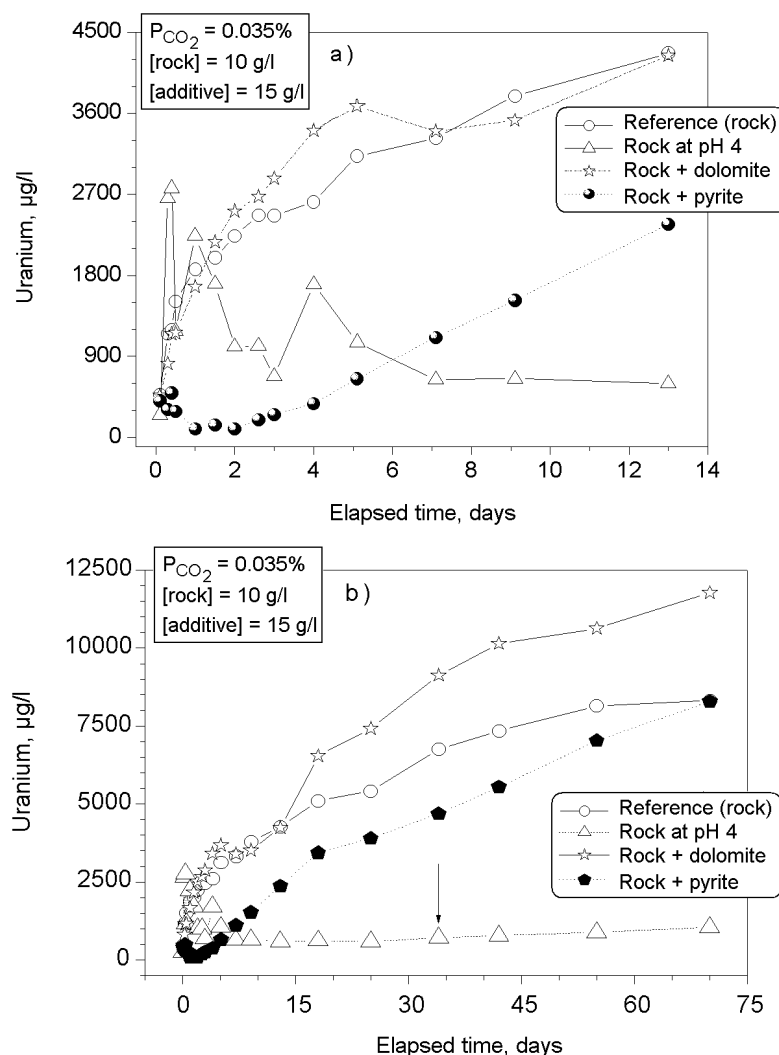 P_CO2 = 0.035%
[rock] = 10 g/l
[additive] = 15 g/l
a)
4500
3600
2700
1800
900
0
Uranium, µg/l
Reference (rock)
Rock at pH 4
Rock + dolomite
Rock + pyrite
0 2 4 6 8 10 12 14
Elapsed time, days
P_CO2 = 0.035%
[rock] = 10 g/l
[additive] = 15 g/l
b)
12500
10000
7500
5000
2500
0
Uranium, µg/l
Reference (rock)
Rock at pH 4
Rock + dolomite
Rock + pyrite
0 15 30 45 60 75
Elapsed time, days